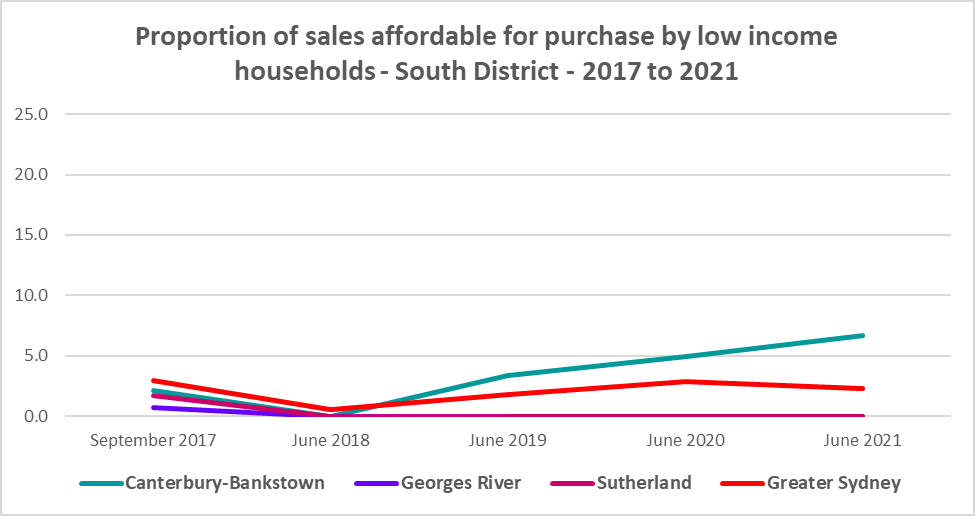 Proportion of sales affordable for purchase by low income
households - South District - 2017 to 2021
25.0
20.0
15.0
10.0
5.0
0.0
September 2017 June 2018 June 2019 June 2020 June 2021
Canterbury-Bankstown Georges River Sutherland Greater Sydney